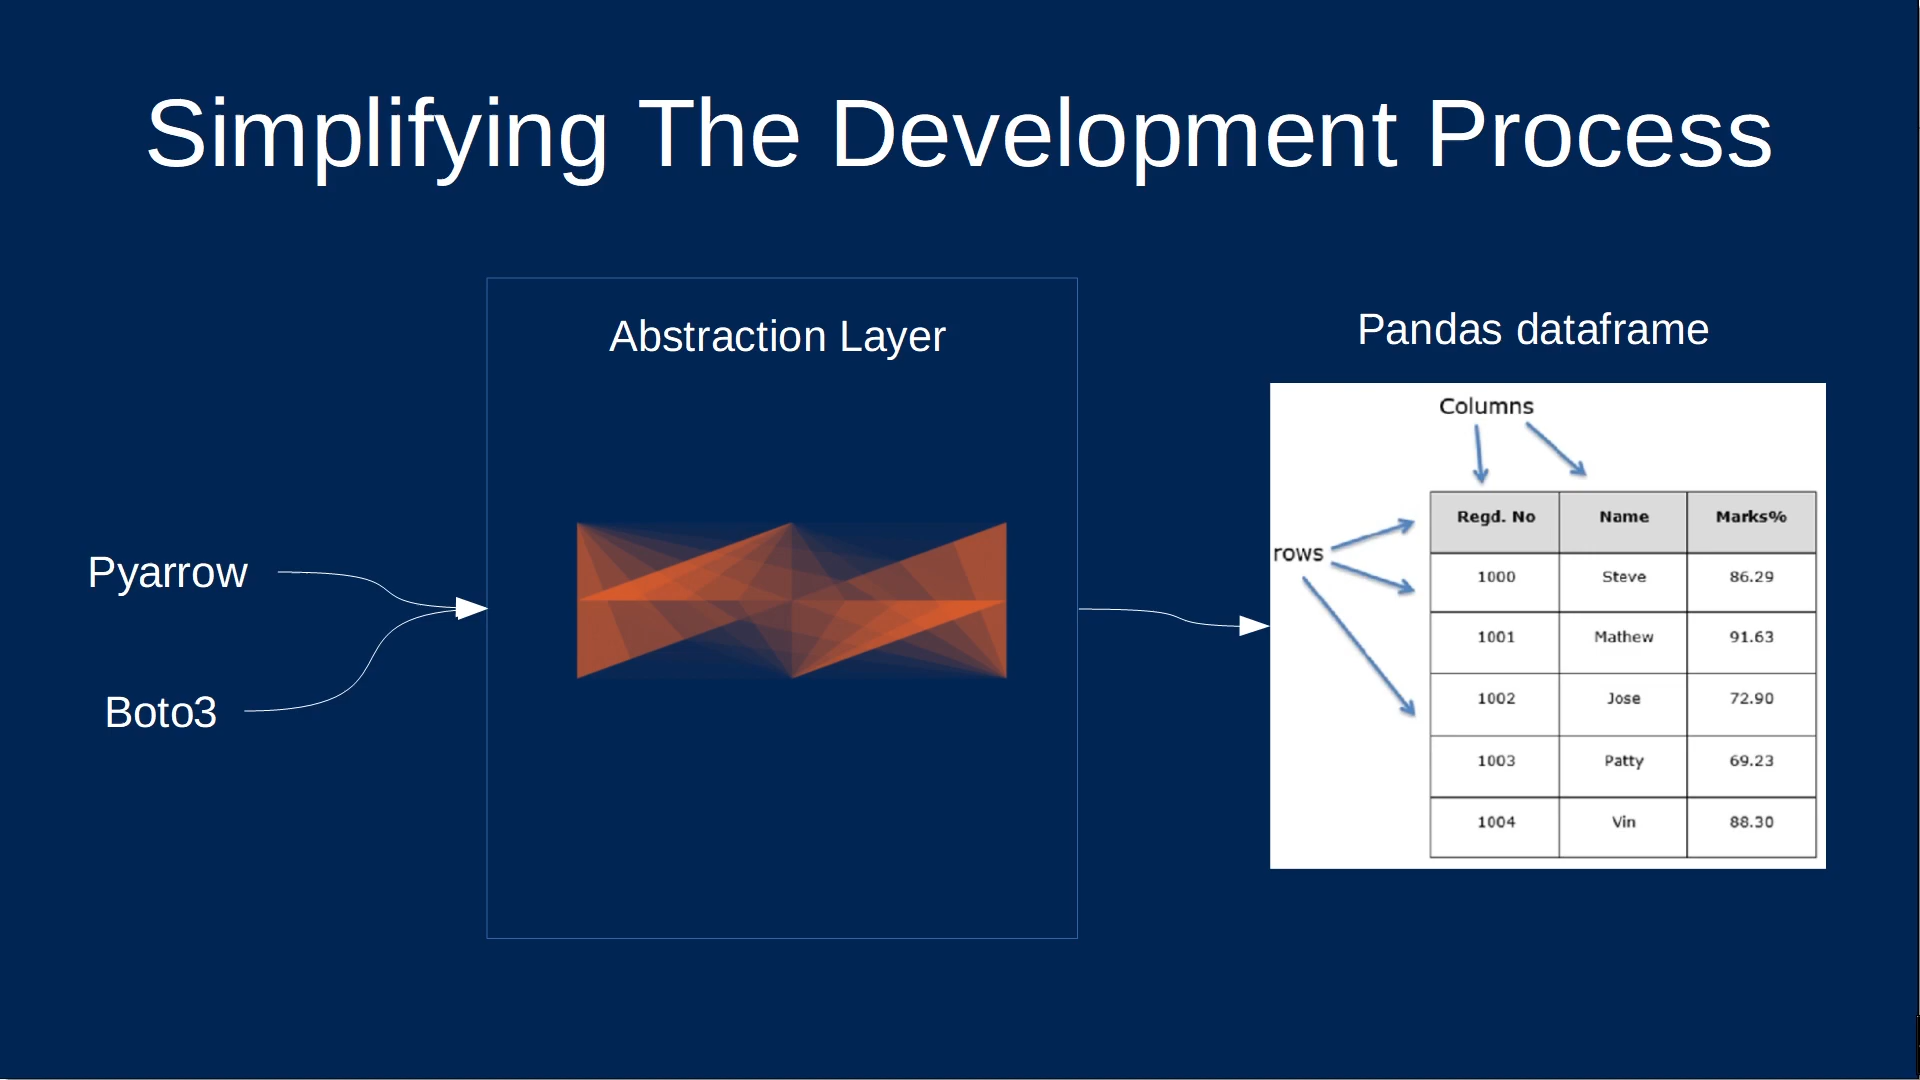 Simplifying The Development Process
Abstraction Layer
Pandas dataframe
Pyarrow
Boto3
Columns
rows
Regd. No Name Marks%
1000 Steve 86.29
1001 Mathew 91.63
1002 Jose 72.90
1003 Patty 69.23
1004 Vin 88.30